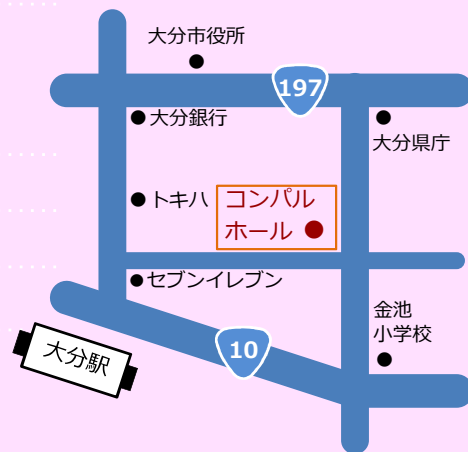 大分市役所
197
大分銀行
大分県庁
トキハ
コンパル
ホール
セブンイレブン
金池
小学校
10
大分駅